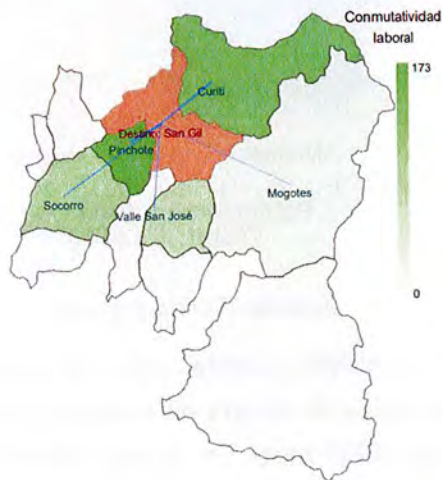 Conmutatividad
laboral
173
Curití
Destino San Gil
Pinchote
Mogotes
Socorro
Valle San José
0